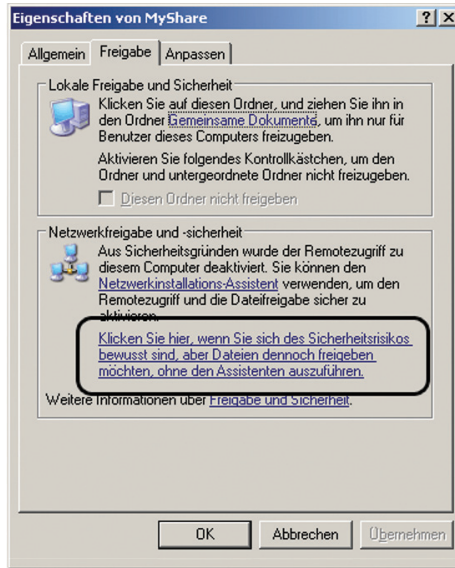 Eigenschaften von MyShare
Allgemein Freigabe Anpassen
Lokale Freigabe und Sicherheit
Klicken Sie auf diesen Ordner, und ziehen Sie ihn in
den Ordner Gemeinsame Dokumente, um ihn nur für
Benutzer dieses Computers freizugeben.
Aktivieren Sie folgendes Kontrollkästchen, um den
Ordner und untergeordnete Ordner nicht freizugeben.
Diesen Ordner nicht freigeben
Netzwerkfreigabe und -sicherheit
Aus Sicherheitsgründen wurde der Remotezugriff zu
diesem Computer deaktiviert. Sie können den
Netzwerkinstallations-Assistent verwenden, um den
Remotezugriff und die Dateifreigabe sicher zu
aktivieren.
Klicken Sie hier, wenn Sie sich des Sicherheitsrisikos
bewusst sind, aber Dateien dennoch freigeben
möchten, ohne den Assistenten auszuführen.
Weitere Informationen über Freigabe und Sicherheit.
OK Abbrechen Übernehmen